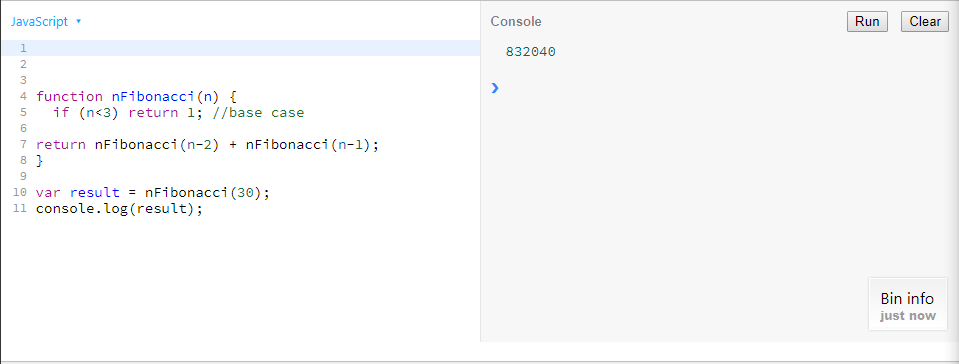 JavaScript ▾
1
2
3
4 function nFibonacci(n) {
5   if (n<3) return 1; //base case
6
7 return nFibonacci(n-2) + nFibonacci(n-1);
8 }
9
10 var result = nFibonacci(30);
11 console.log(result);
Console Run Clear
832040
❯
Bin info
just now